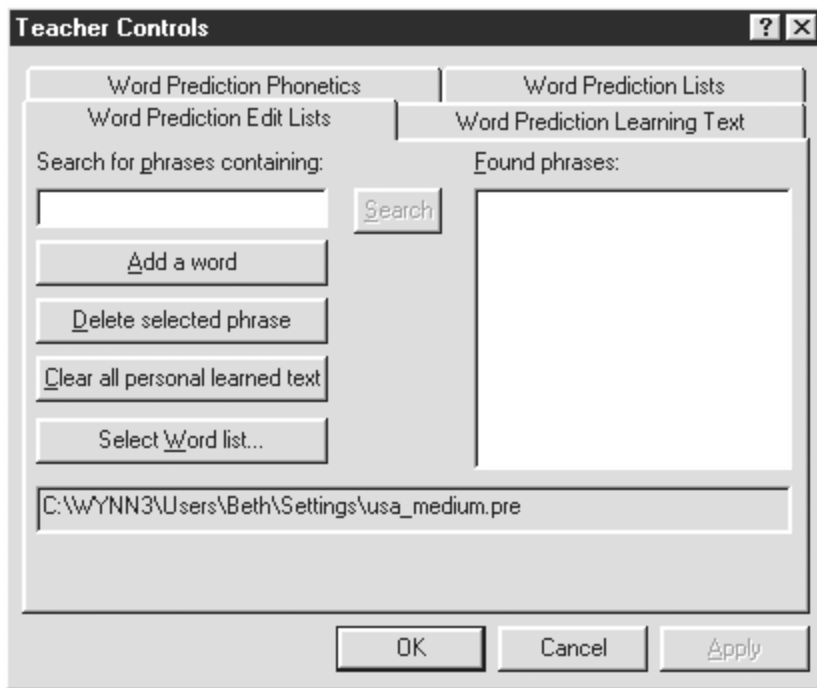 Teacher Controls
Word Prediction Phonetics
Word Prediction Lists
Word Prediction Edit Lists
Word Prediction Learning Text
Search for phrases containing:
Search
Found phrases:
Add a word
Delete selected phrase
Clear all personal learned text
Select Word list...
C:\WYNN3\Users\Beth\Settings\usa_medium.pre
OK
Cancel
Apply